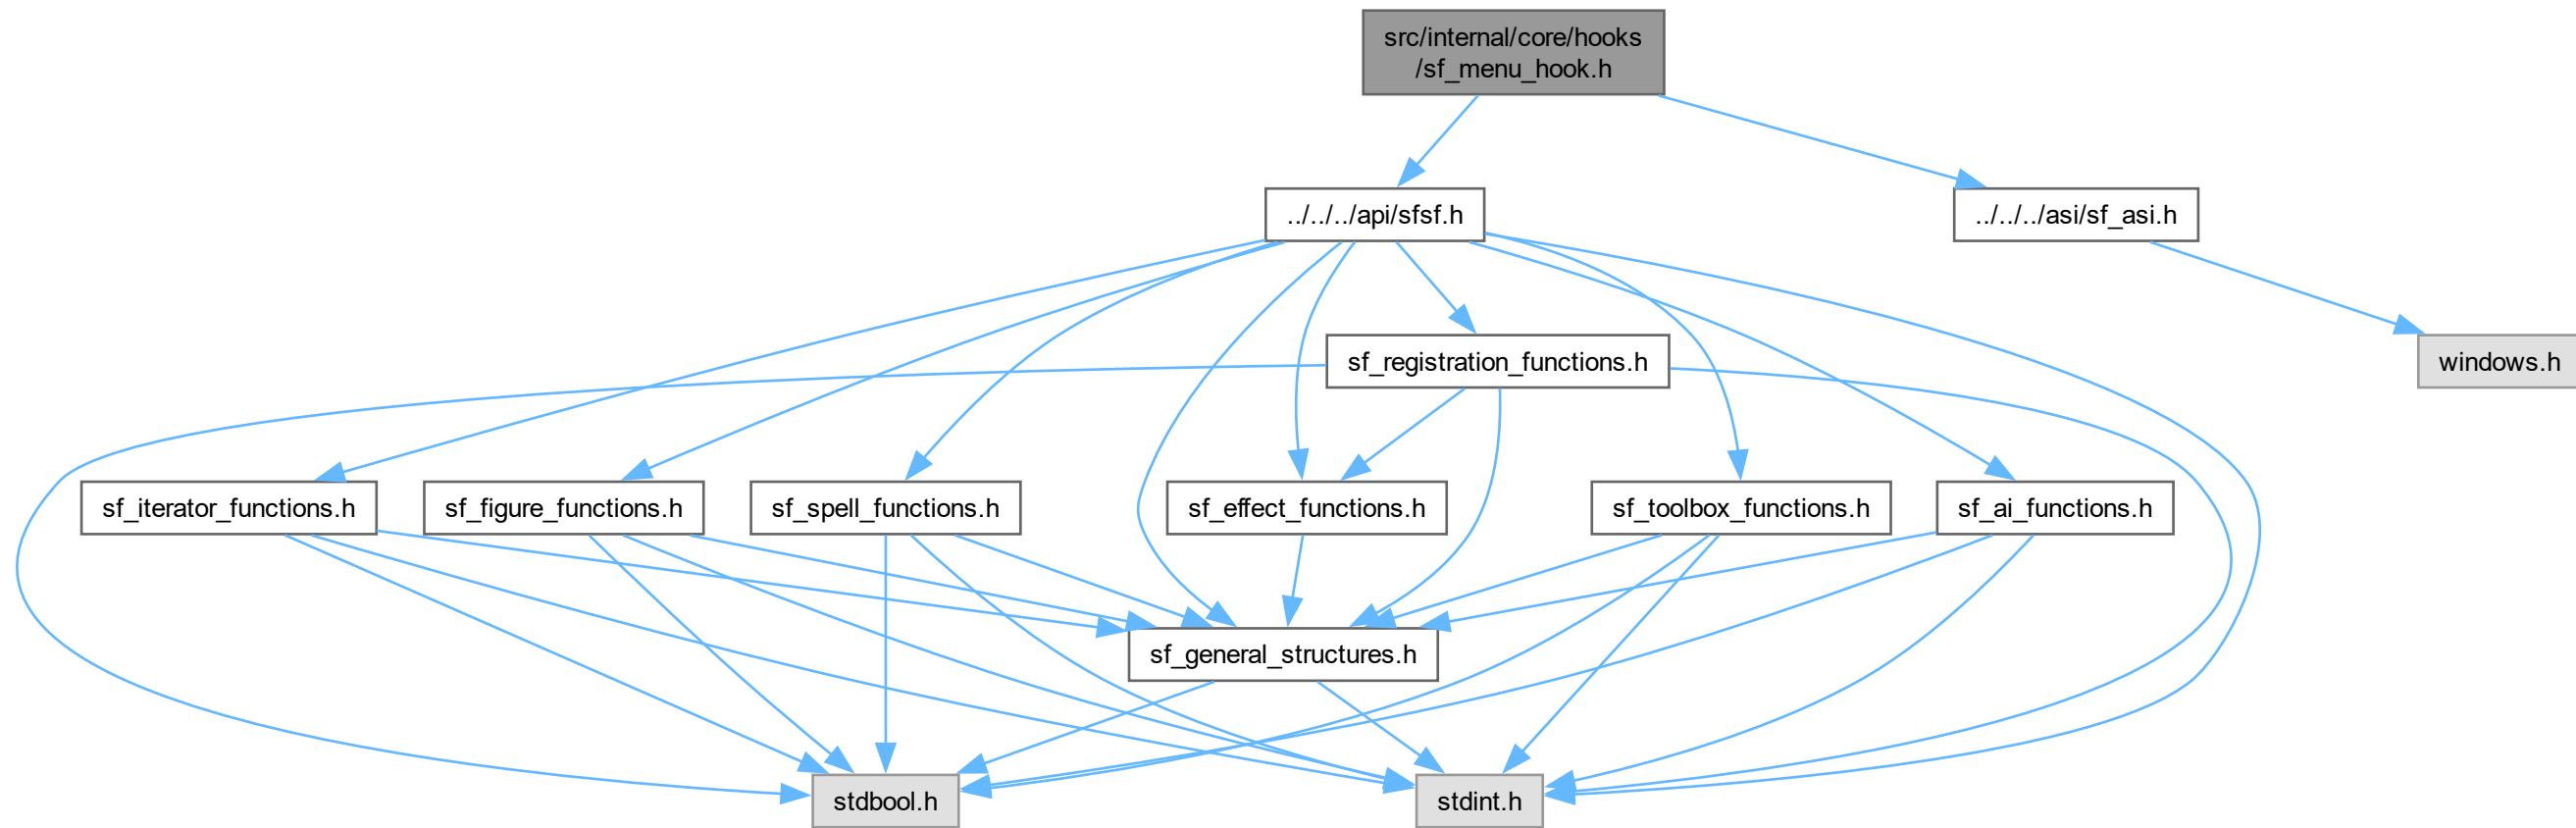 src/internal/core/hooks
/sf_menu_hook.h
../../../api/sfsf.h
../../../asi/sf_asi.h
sf_registration_functions.h
windows.h
sf_iterator_functions.h
sf_figure_functions.h
sf_spell_functions.h
sf_effect_functions.h
sf_toolbox_functions.h
sf_ai_functions.h
sf_general_structures.h
stdbool.h
stdint.h